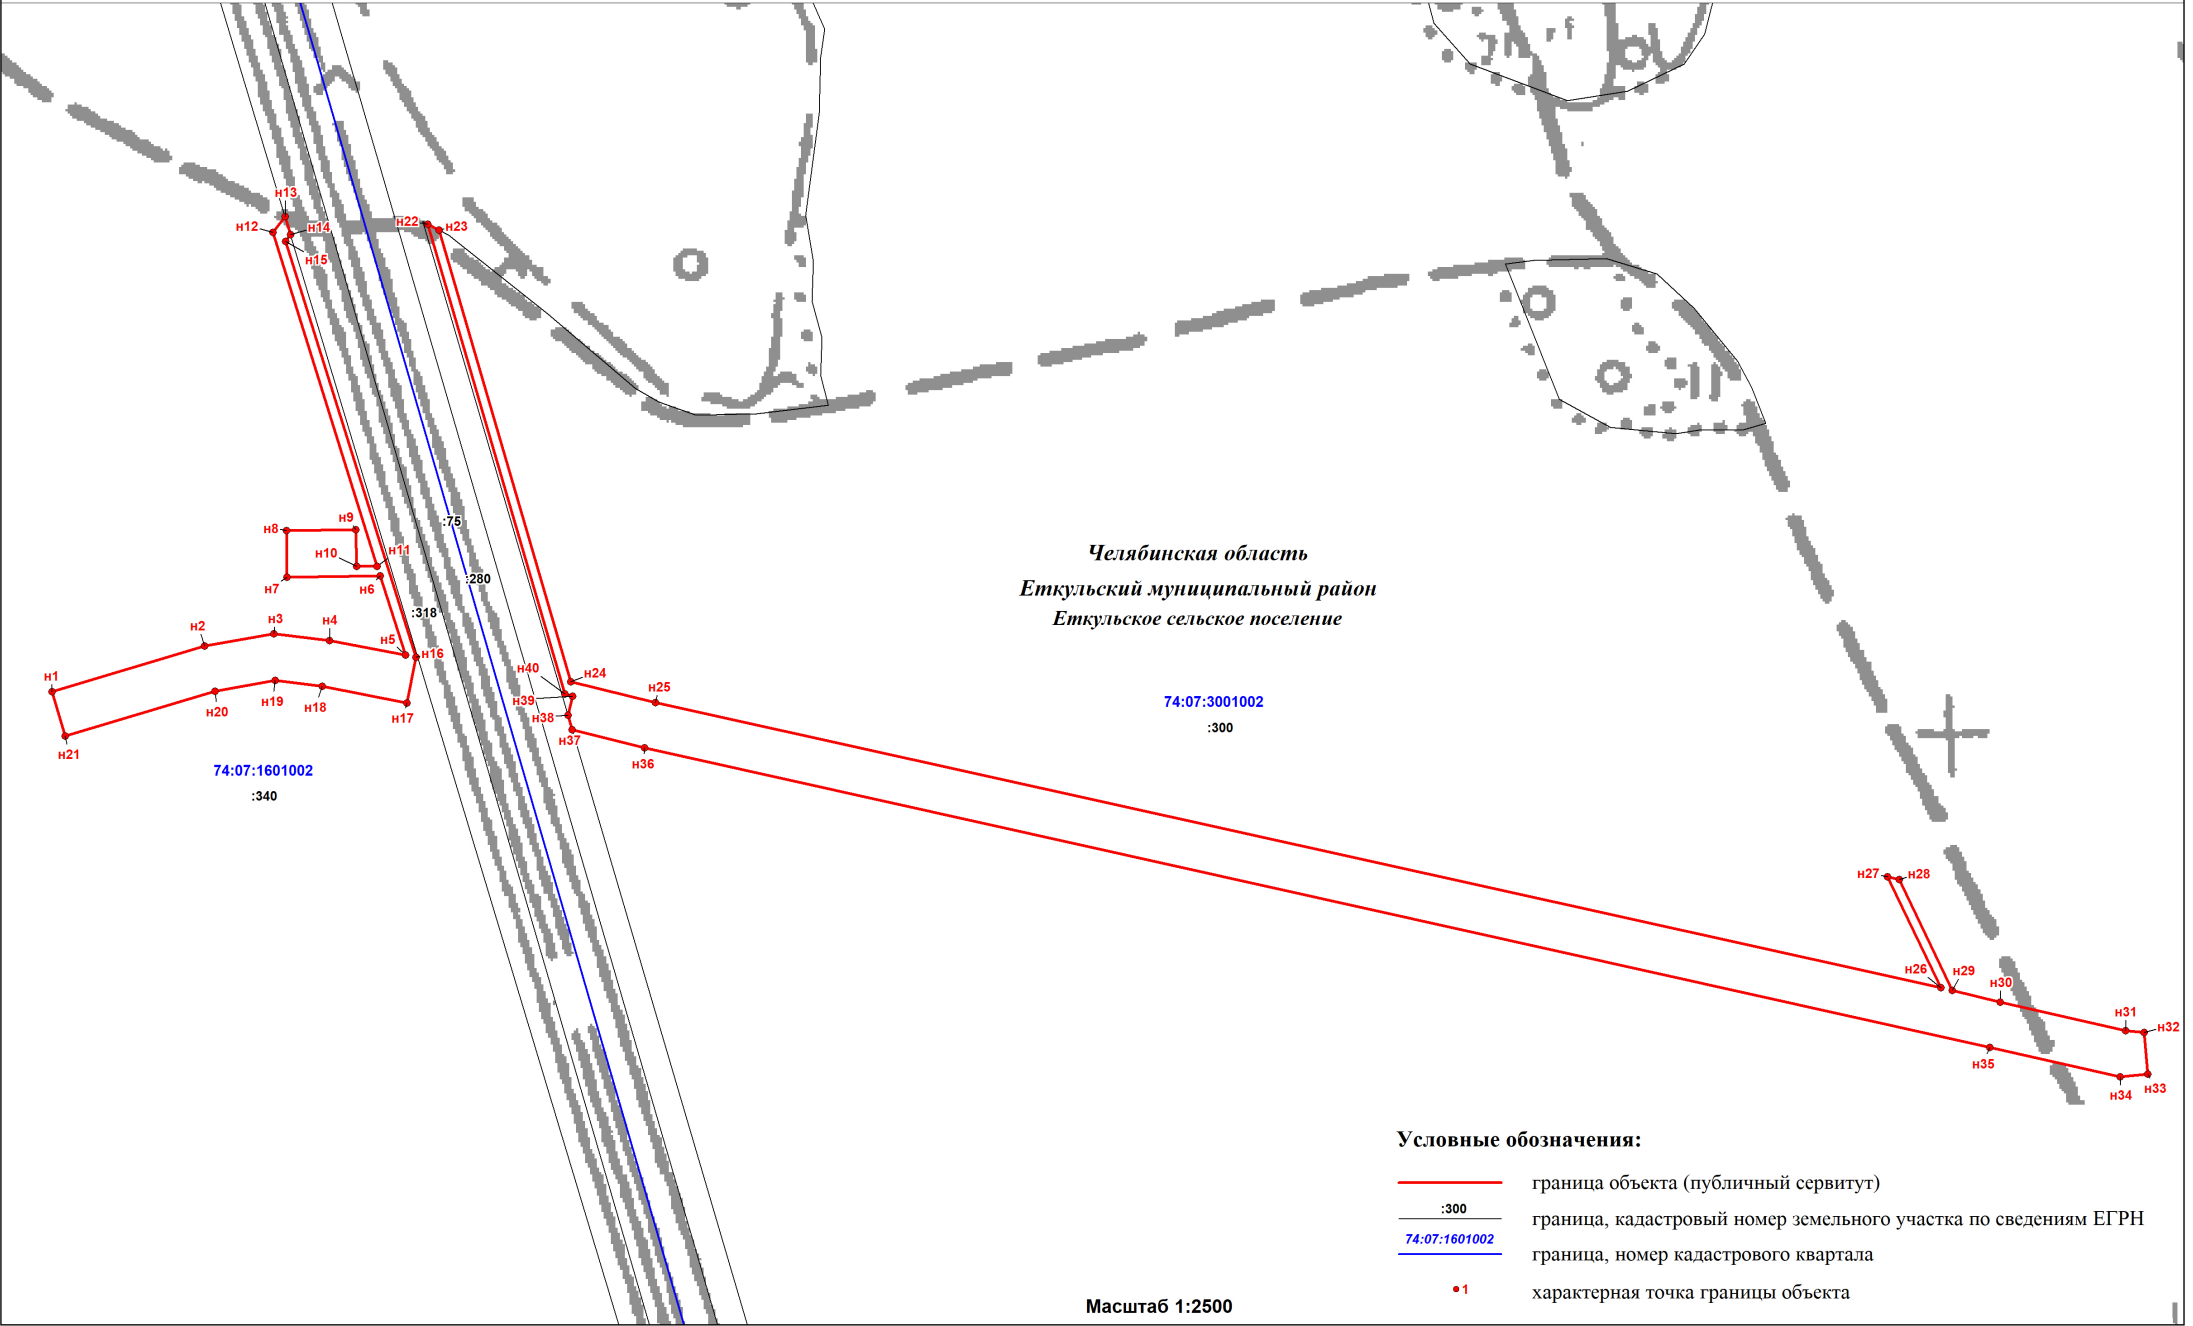 н13
н12
н14
н15
н22
н23
:75
н8
н9
н10
н11
н7
н6
:280
:318
н1
н2
н3
н4
н5
н16
н21
н20
н19
н18
н17
74:07:1601002
:340
н40
н24
н39
н25
н38
н37
н36
Челябинская область
Еткульский муниципальный район
Еткульское сельское поселение
74:07:3001002
:300
н27
н28
н26
н29
н30
н31
н32
н35
н34
н33
Условные обозначения:
граница объекта (публичный сервитут)
:300
граница, кадастровый номер земельного участка по сведениям ЕГРН
74:07:1601002
граница, номер кадастрового квартала
1
характерная точка границы объекта
Масштаб 1:2500